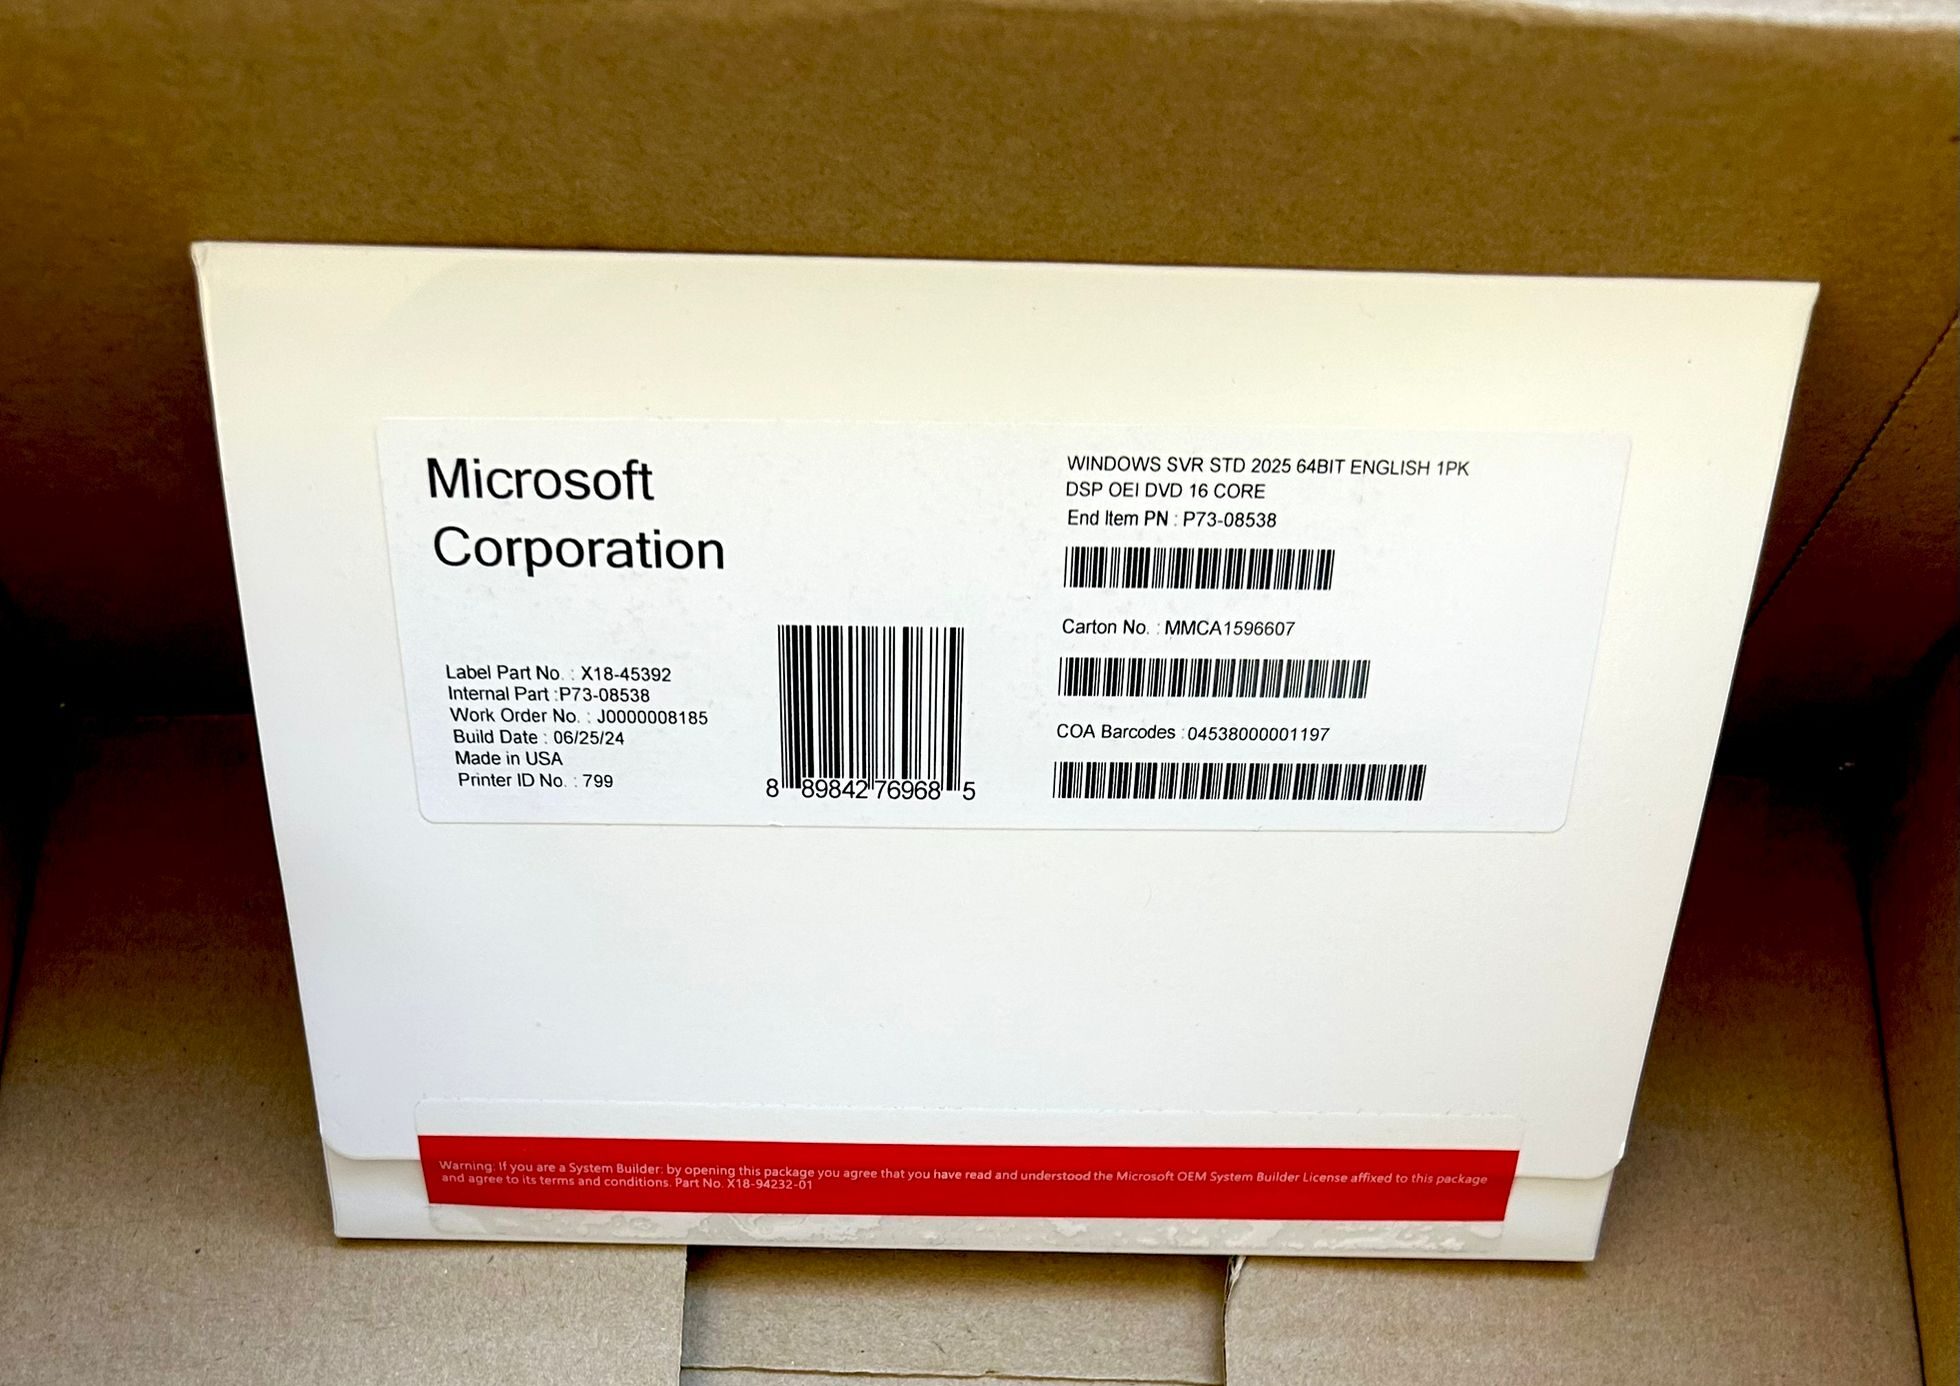 Microsoft
Corporation
Label Part No. : X18-45392
Internal Part :P73-08538
Work Order No. : J0000008185
Build Date : 06/25/24
Made in USA
Printer ID No. : 799
8 89842 76968 5
WINDOWS SVR STD 2025 64BIT ENGLISH 1PK
DSP OEI DVD 16 CORE
End Item PN : P73-08538
Carton No. : MMCA1596607
COA Barcodes : 04538000001197
Warning: If you are a System Builder: by opening this package you agree that you have read and understood the Microsoft OEM System Builder License affixed to this package
and agree to its terms and conditions. Part No. X18-94232-01